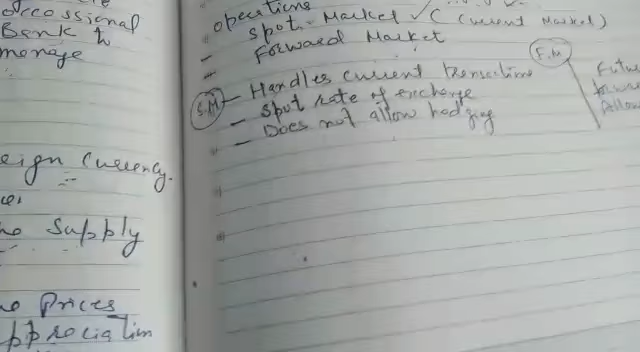 Bank to
manage
eign Currency.
Supply
Prices
operations
- Spot Market ✓ (Current Market)
- Forward Market
S.M - Handles current transactions
- Spot rate of exchange
- Does not allow hedging
F.M